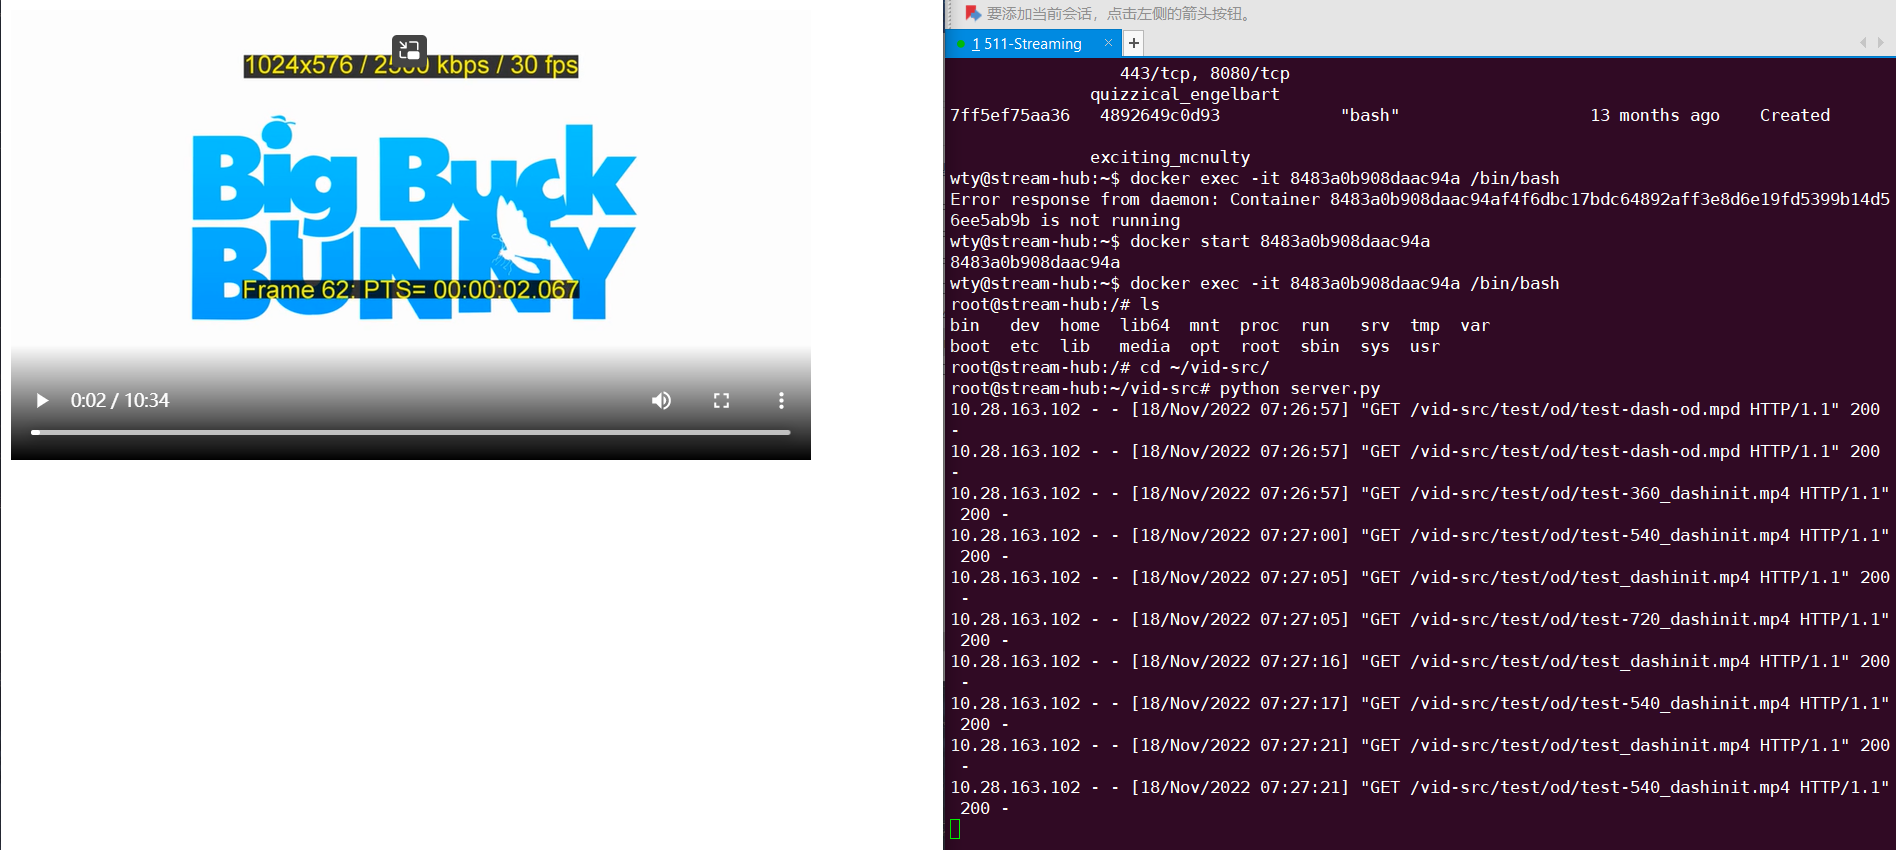 1024x576 / 2500 kbps / 30 fps
Big Buck
BUNNY
Frame 62: PTS= 00:00:02.067
0:02 / 10:34
要添加当前会话，点击左侧的箭头按钮。
1 511-Streaming × +
443/tcp, 8080/tcp
quizzical_engelbart
7ff5ef75aa36 4892649c0d93 "bash" 13 months ago Created
exciting_mcnulty
wty@stream-hub:~$ docker exec -it 8483a0b908daac94a /bin/bash
Error response from daemon: Container 8483a0b908daac94af4f6dbc17bdc64892aff3e8d6e19fd5399b14d5
6ee5ab9b is not running
wty@stream-hub:~$ docker start 8483a0b908daac94a
8483a0b908daac94a
wty@stream-hub:~$ docker exec -it 8483a0b908daac94a /bin/bash
root@stream-hub:/# ls
bin dev home lib64 mnt proc run srv tmp var
boot etc lib media opt root sbin sys usr
root@stream-hub:/# cd ~/vid-src/
root@stream-hub:~/vid-src# python server.py
10.28.163.102 - - [18/Nov/2022 07:26:57] "GET /vid-src/test/od/test-dash-od.mpd HTTP/1.1" 200
-
10.28.163.102 - - [18/Nov/2022 07:26:57] "GET /vid-src/test/od/test-dash-od.mpd HTTP/1.1" 200
-
10.28.163.102 - - [18/Nov/2022 07:26:57] "GET /vid-src/test/od/test-360_dashinit.mp4 HTTP/1.1"
200 -
10.28.163.102 - - [18/Nov/2022 07:27:00] "GET /vid-src/test/od/test-540_dashinit.mp4 HTTP/1.1"
200 -
10.28.163.102 - - [18/Nov/2022 07:27:05] "GET /vid-src/test/od/test_dashinit.mp4 HTTP/1.1" 200
-
10.28.163.102 - - [18/Nov/2022 07:27:05] "GET /vid-src/test/od/test-720_dashinit.mp4 HTTP/1.1"
200 -
10.28.163.102 - - [18/Nov/2022 07:27:16] "GET /vid-src/test/od/test_dashinit.mp4 HTTP/1.1" 200
-
10.28.163.102 - - [18/Nov/2022 07:27:17] "GET /vid-src/test/od/test-540_dashinit.mp4 HTTP/1.1"
200 -
10.28.163.102 - - [18/Nov/2022 07:27:21] "GET /vid-src/test/od/test_dashinit.mp4 HTTP/1.1" 200
-
10.28.163.102 - - [18/Nov/2022 07:27:21] "GET /vid-src/test/od/test-540_dashinit.mp4 HTTP/1.1"
200 -